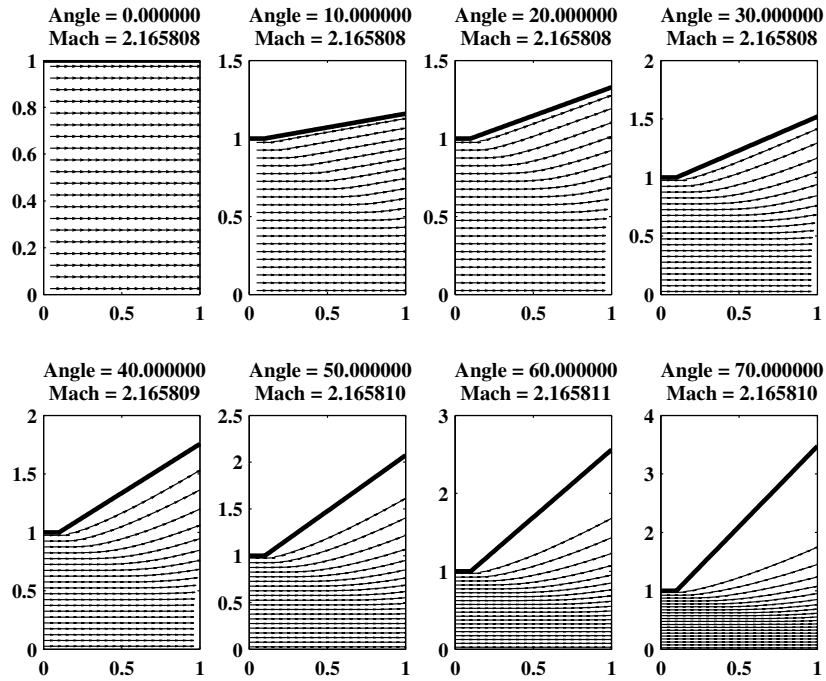 Angle = 0.000000
Mach = 2.165808
1
0.8
0.6
0.4
0.2
0
0 0.5 1
Angle = 10.000000
Mach = 2.165808
1.5
1
0.5
0
0 0.5 1
Angle = 20.000000
Mach = 2.165808
1.5
1
0.5
0
0 0.5 1
Angle = 30.000000
Mach = 2.165808
2
1.5
1
0.5
0
0 0.5 1
Angle = 40.000000
Mach = 2.165809
2
1.5
1
0.5
0
0 0.5 1
Angle = 50.000000
Mach = 2.165810
2.5
2
1.5
1
0.5
0
0 0.5 1
Angle = 60.000000
Mach = 2.165811
3
2
1
0
0 0.5 1
Angle = 70.000000
Mach = 2.165810
4
3
2
1
0
0 0.5 1